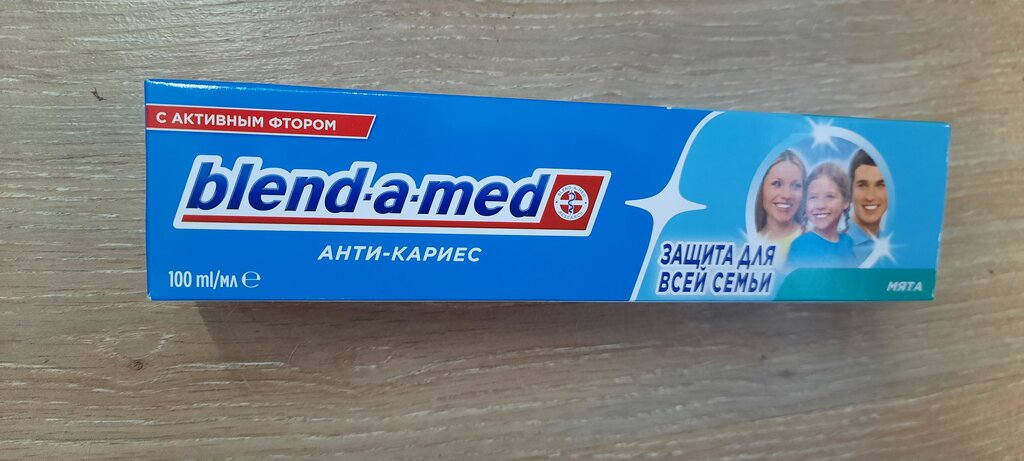 С АКТИВНЫМ ФТОРОМ
blend-a-med
АНТИ-КАРИЕС
100 ml/мл ℮
ЗАЩИТА ДЛЯ
ВСЕЙ СЕМЬИ
МЯТА